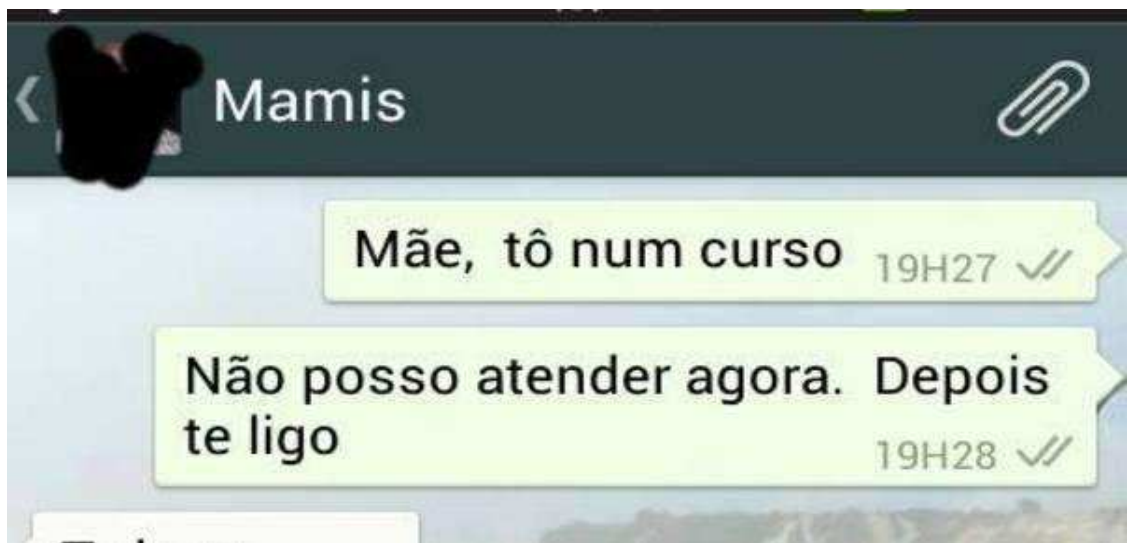 Mamis
Mãe, tô num curso 19H27
Não posso atender agora. Depois
te ligo 19H28